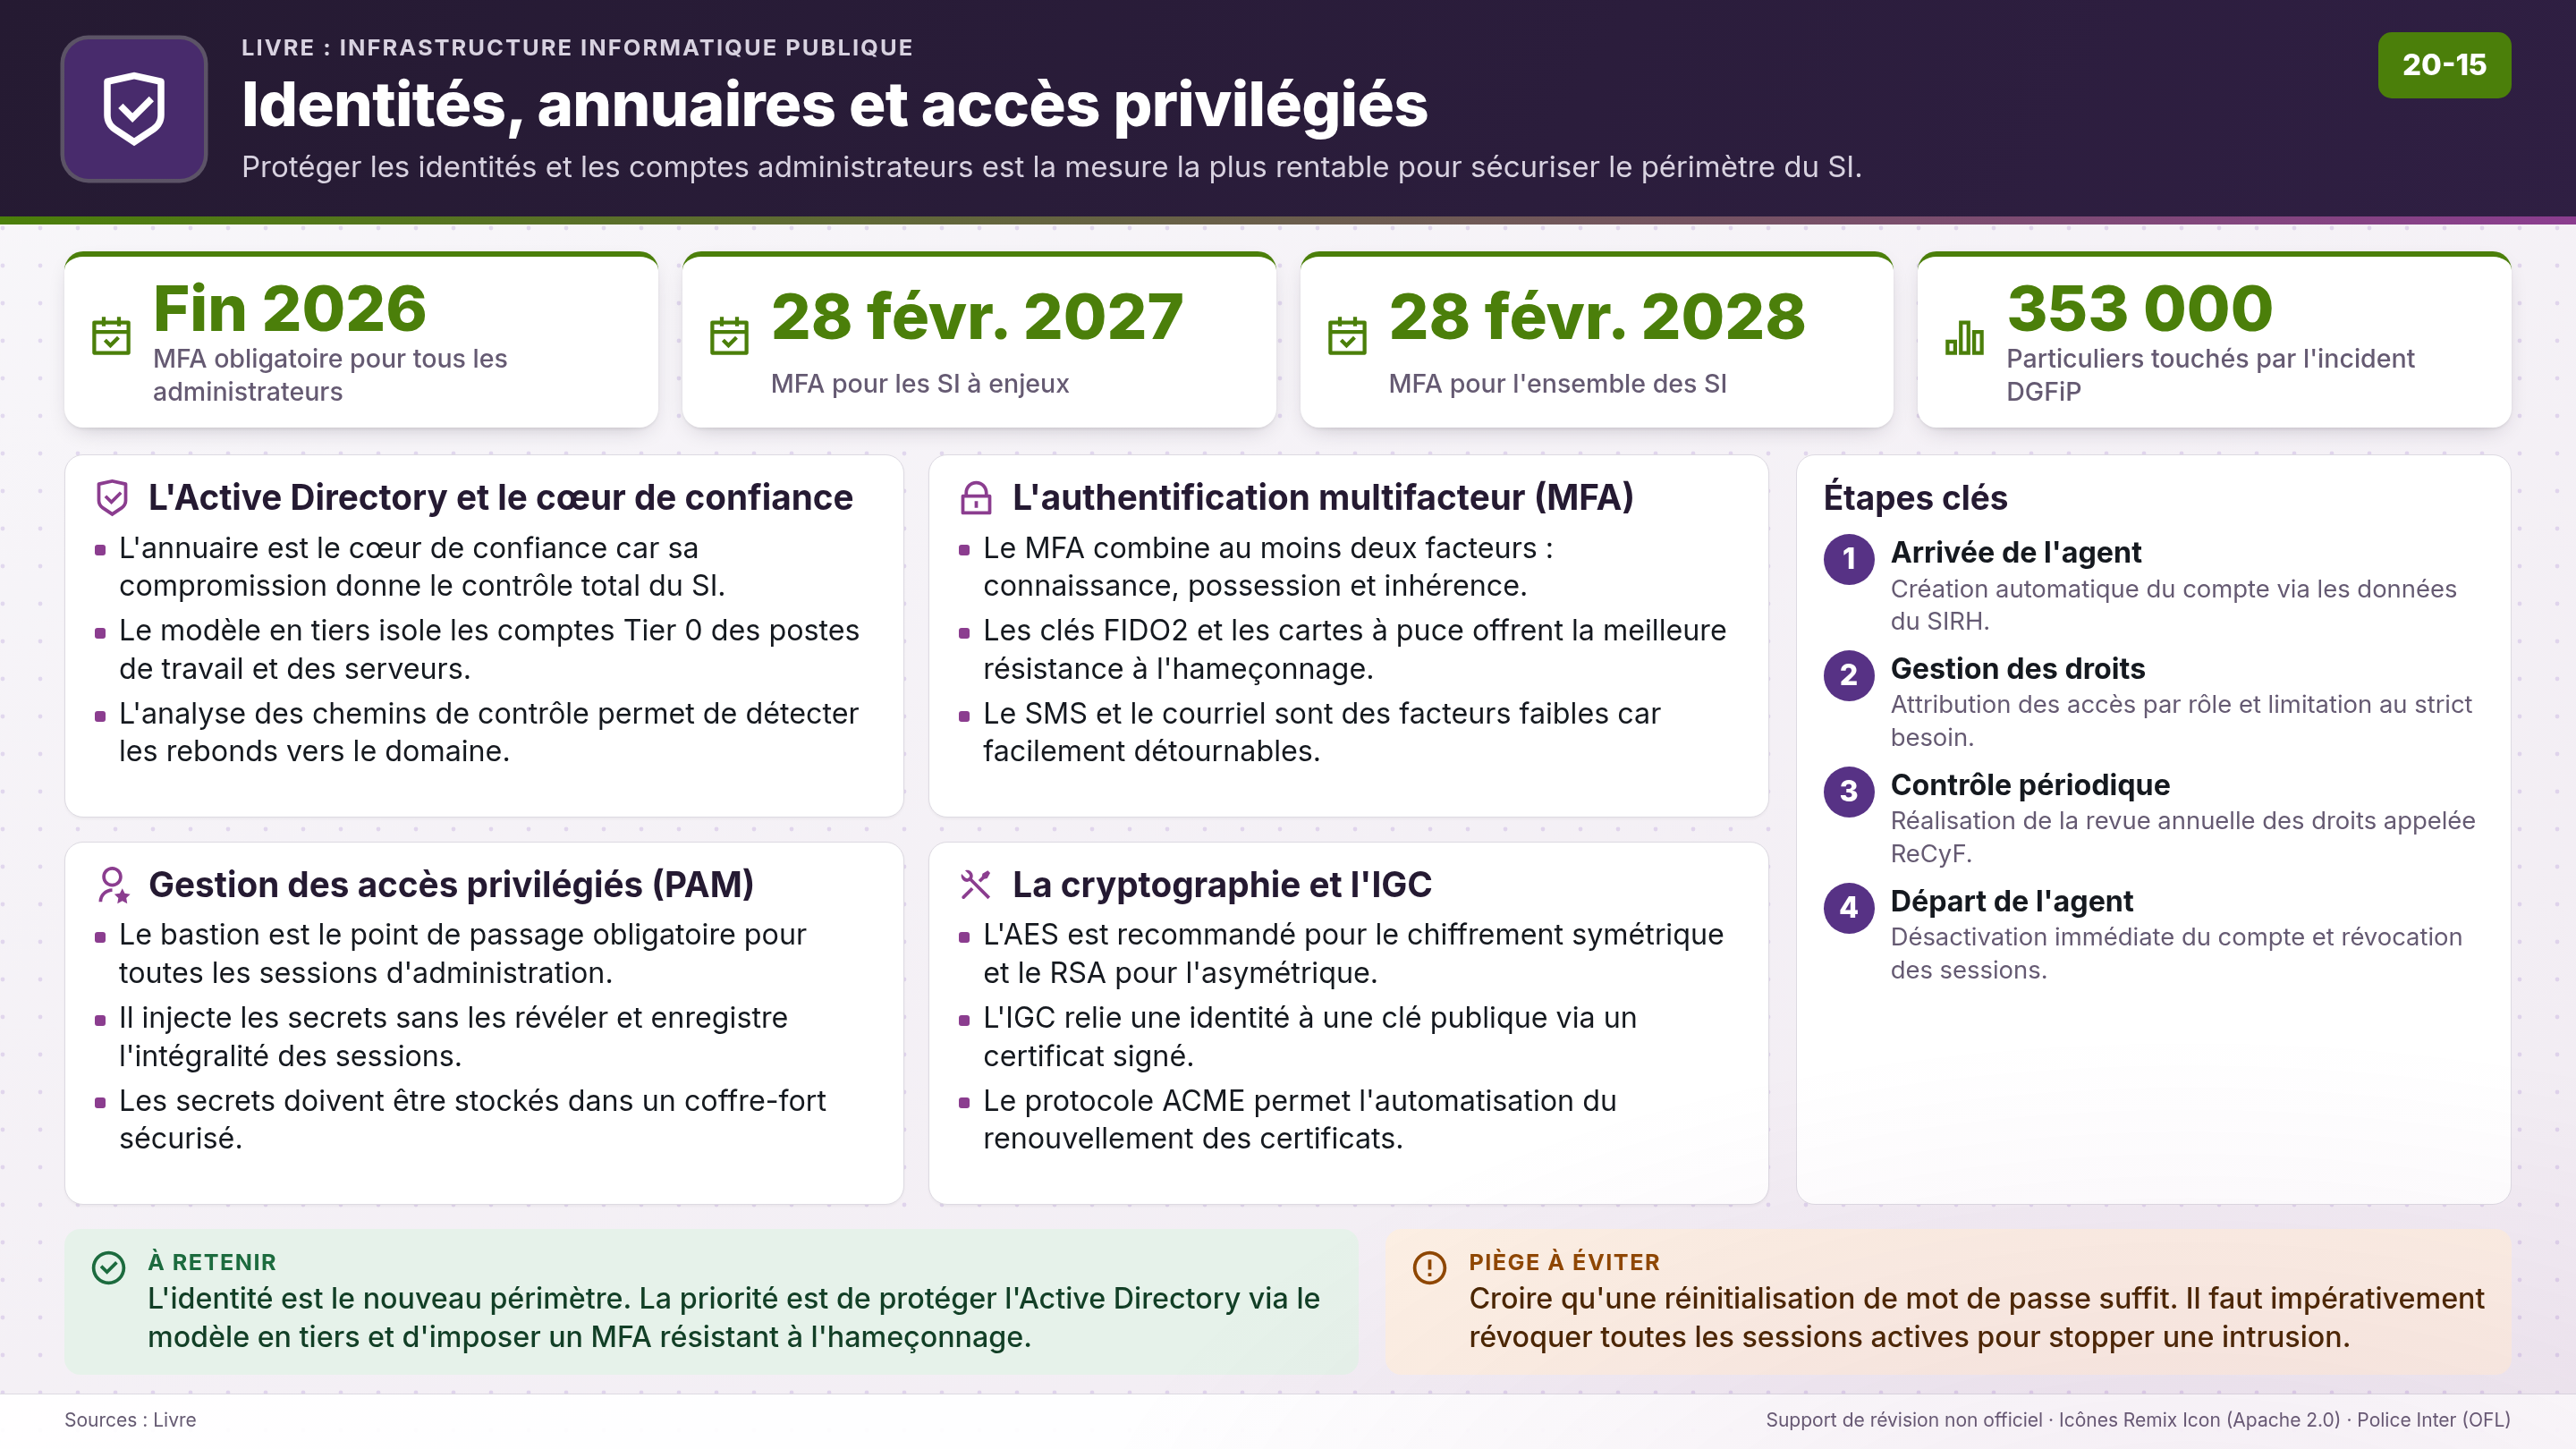 LIVRE : INFRASTRUCTURE INFORMATIQUE PUBLIQUE
Identités, annuaires et accès privilégiés
Protéger les identités et les comptes administrateurs est la mesure la plus rentable pour sécuriser le périmètre du SI.
20-15
Fin 2026
MFA obligatoire pour tous les
administrateurs
28 févr. 2027
MFA pour les SI à enjeux
28 févr. 2028
MFA pour l'ensemble des SI
353 000
Particuliers touchés par l'incident
DGFiP
L'Active Directory et le cœur de confiance
L'annuaire est le cœur de confiance car sa
compromission donne le contrôle total du SI.
Le modèle en tiers isole les comptes Tier 0 des postes
de travail et des serveurs.
L'analyse des chemins de contrôle permet de détecter
les rebonds vers le domaine.
L'authentification multifacteur (MFA)
Le MFA combine au moins deux facteurs :
connaissance, possession et inhérence.
Les clés FIDO2 et les cartes à puce offrent la meilleure
résistance à l'hameçonnage.
Le SMS et le courriel sont des facteurs faibles car
facilement détournables.
Gestion des accès privilégiés (PAM)
Le bastion est le point de passage obligatoire pour
toutes les sessions d'administration.
Il injecte les secrets sans les révéler et enregistre
l'intégralité des sessions.
Les secrets doivent être stockés dans un coffre-fort
sécurisé.
La cryptographie et l'IGC
L'AES est recommandé pour le chiffrement symétrique
et le RSA pour l'asymétrique.
L'IGC relie une identité à une clé publique via un
certificat signé.
Le protocole ACME permet l'automatisation du
renouvellement des certificats.
Étapes clés
1
Arrivée de l'agent
Création automatique du compte via les données
du SIRH.
2
Gestion des droits
Attribution des accès par rôle et limitation au strict
besoin.
3
Contrôle périodique
Réalisation de la revue annuelle des droits appelée
ReCyF.
4
Départ de l'agent
Désactivation immédiate du compte et révocation
des sessions.
À RETENIR
L'identité est le nouveau périmètre. La priorité est de protéger l'Active Directory via le
modèle en tiers et d'imposer un MFA résistant à l'hameçonnage.
PIÈGE À ÉVITER
Croire qu'une réinitialisation de mot de passe suffit. Il faut impérativement
révoquer toutes les sessions actives pour stopper une intrusion.
Sources : Livre
Support de révision non officiel · Icônes Remix Icon (Apache 2.0) · Police Inter (OFL)